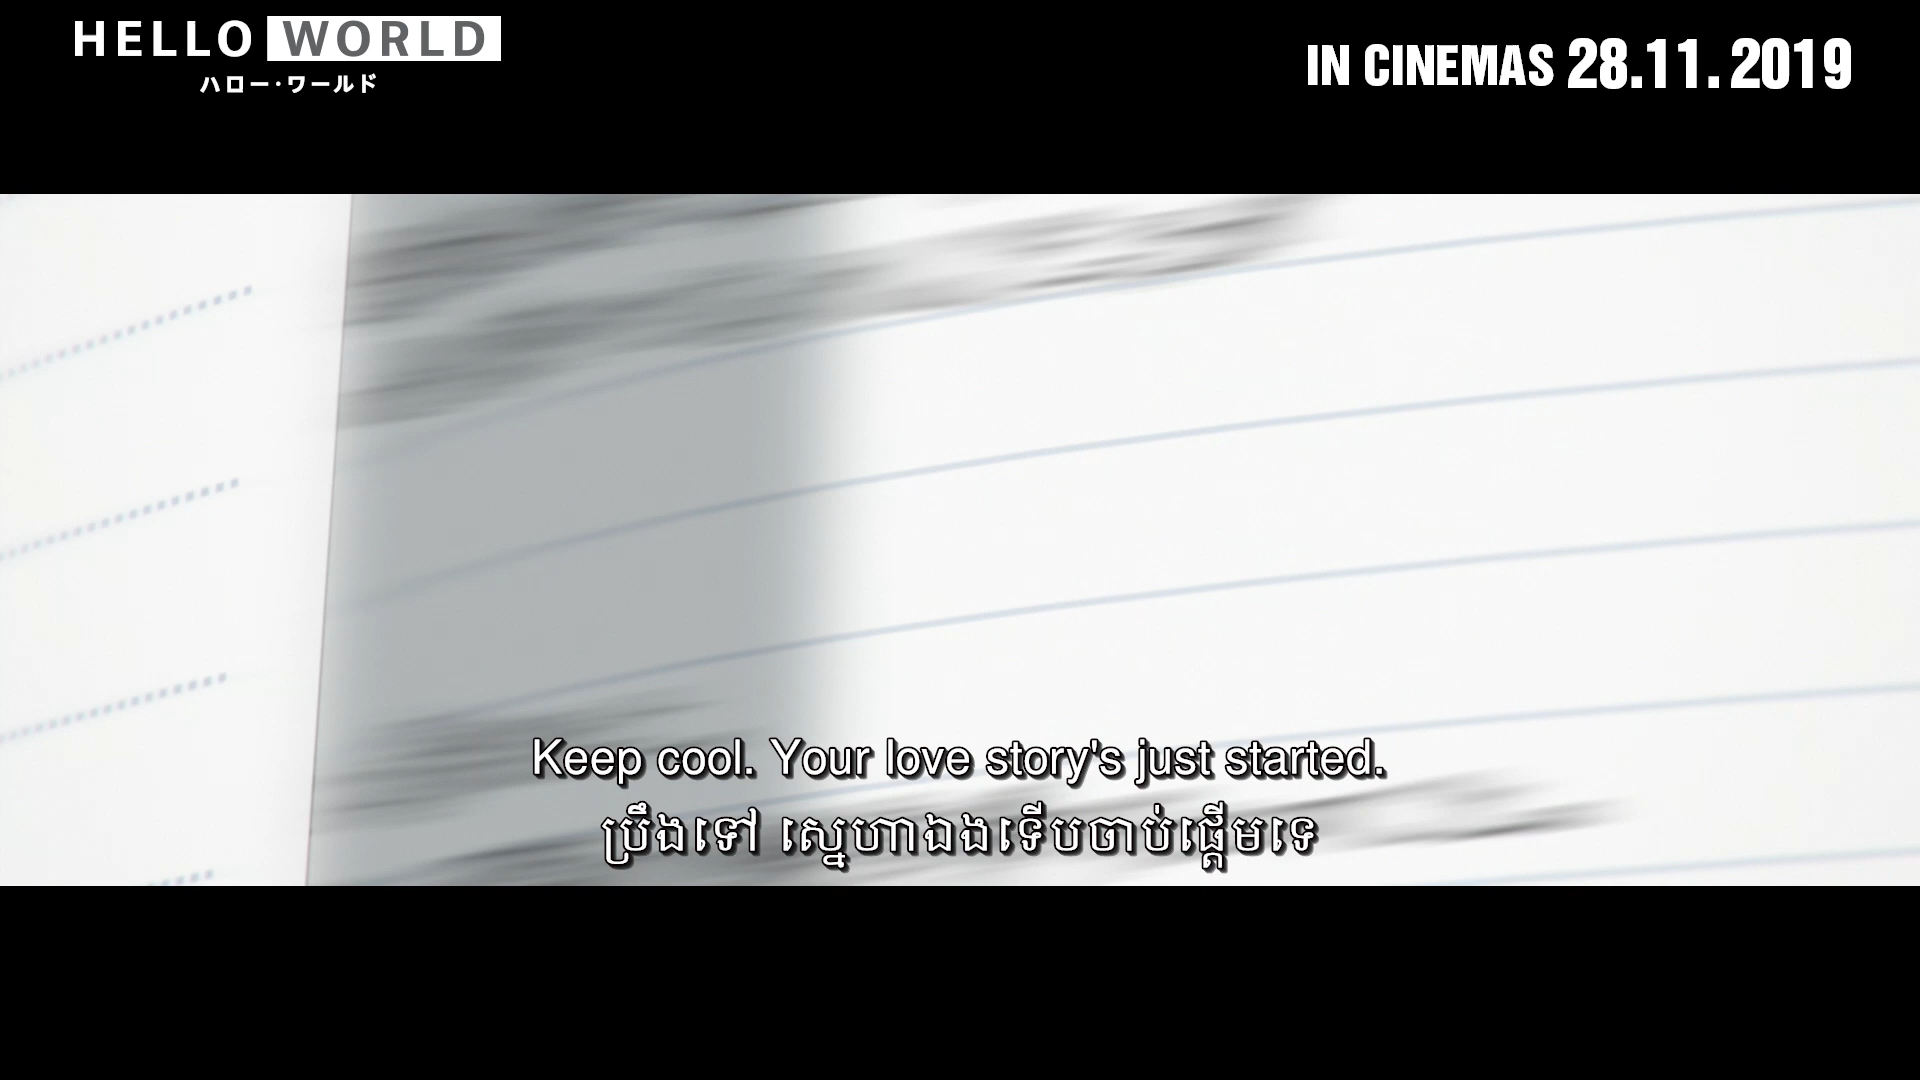 HELLO WORLD
ハロー・ワールド
IN CINEMAS 28.11.2019
Keep cool. Your love story's just started.
ប្រឹងទៅ ស្នេហាឯងទើបចាប់ផ្ដើមទេ